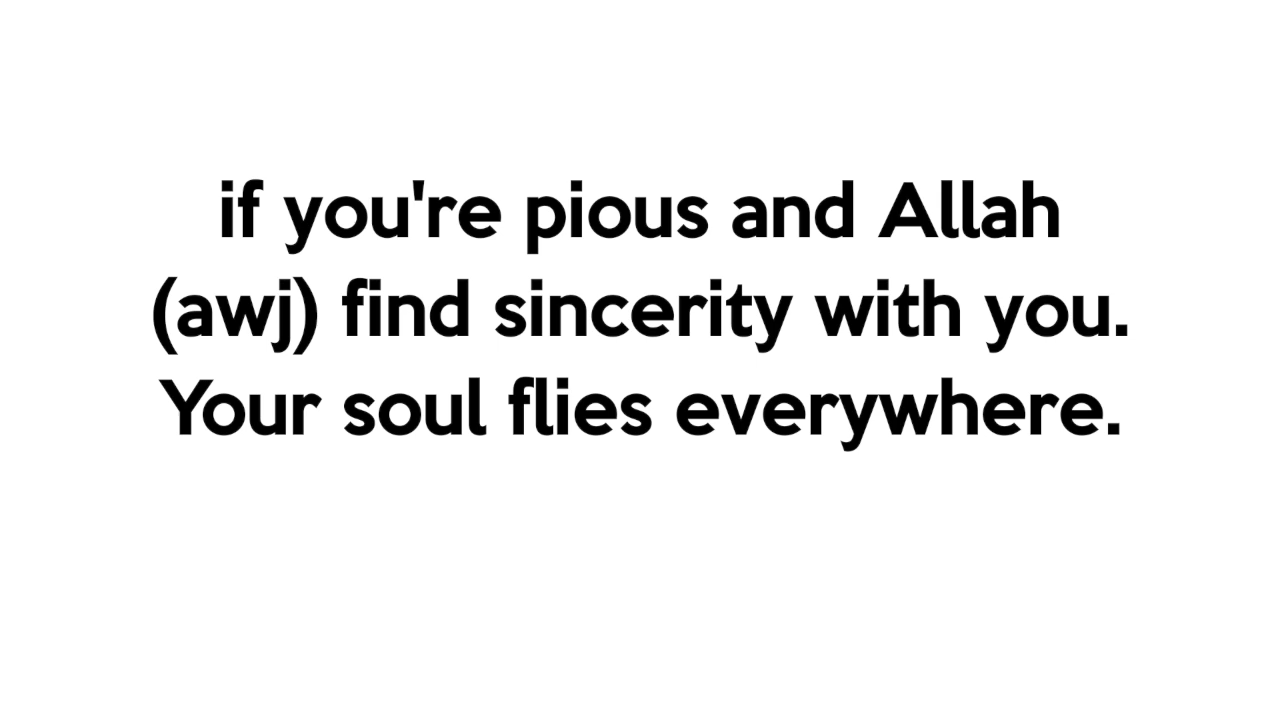 if you're pious and Allah
(awj) find sincerity with you.
Your soul flies everywhere.